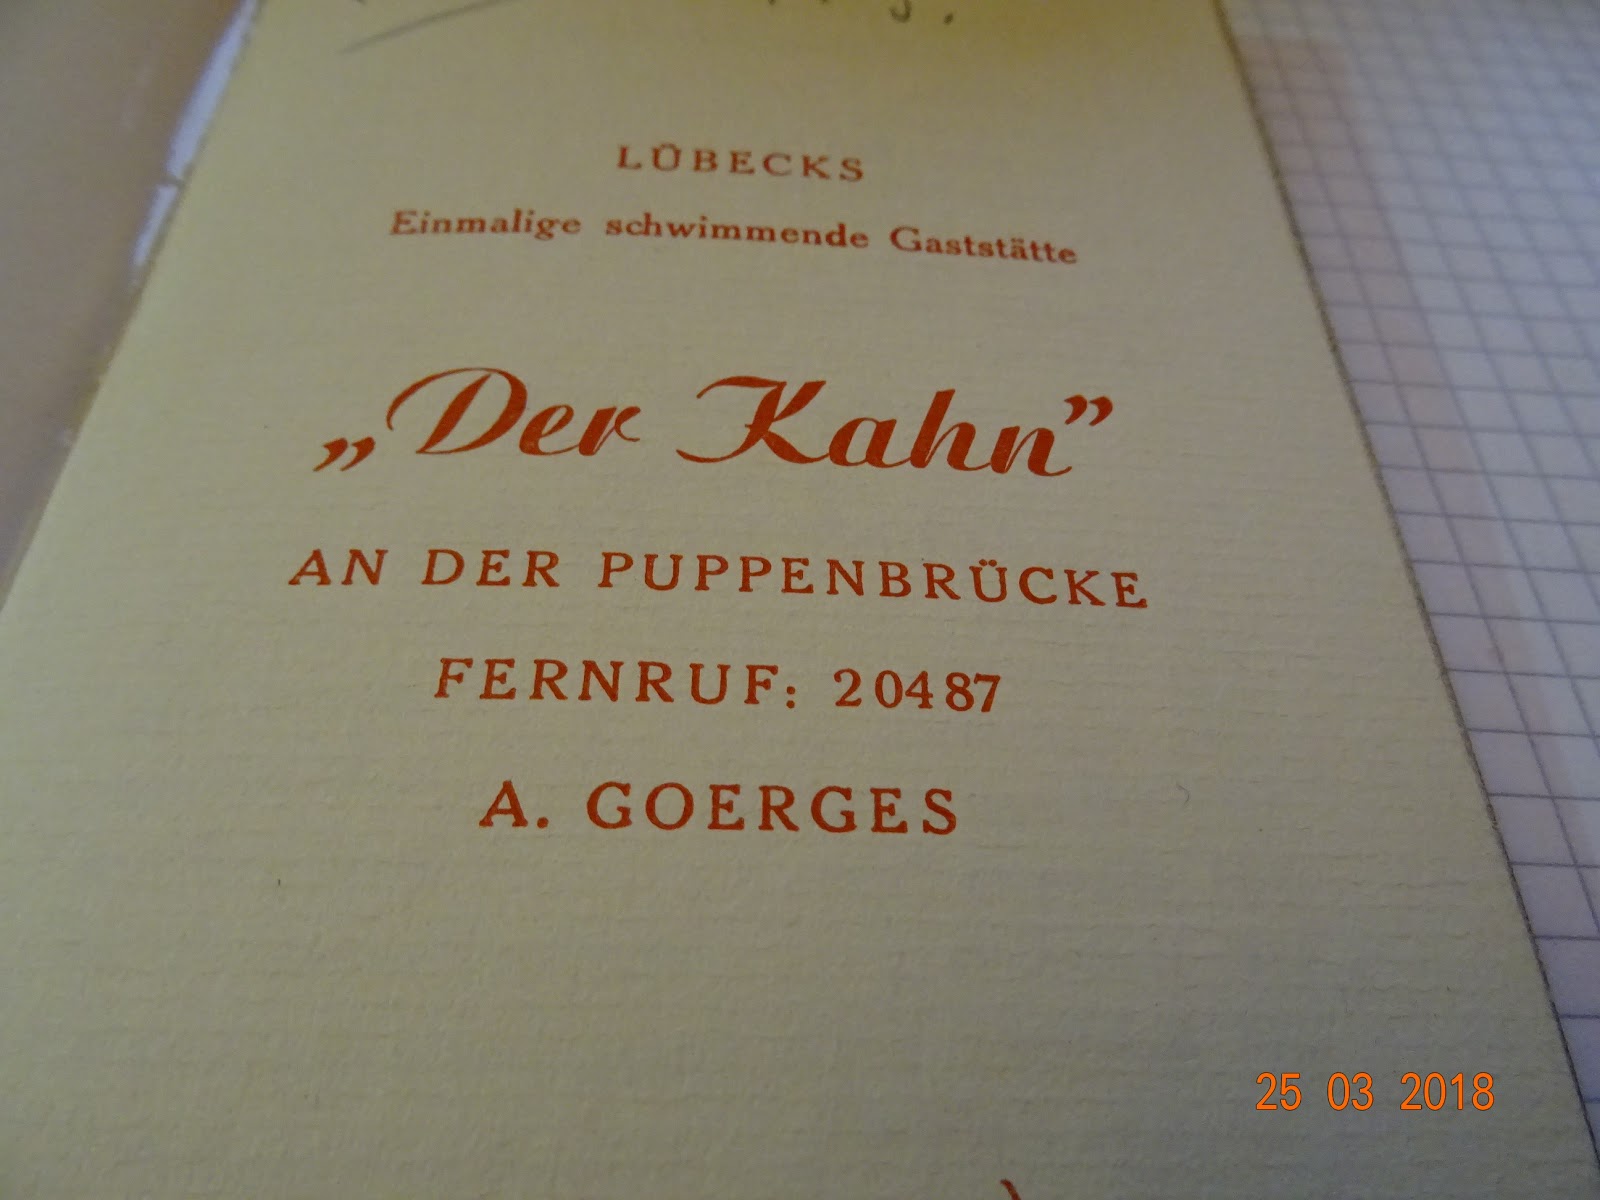 LÜBECKS
Einmalige schwimmende Gaststätte
„Der Kahn”
AN DER PUPPENBRÜCKE
FERNRUF: 20487
A. GOERGES
25 03 2018